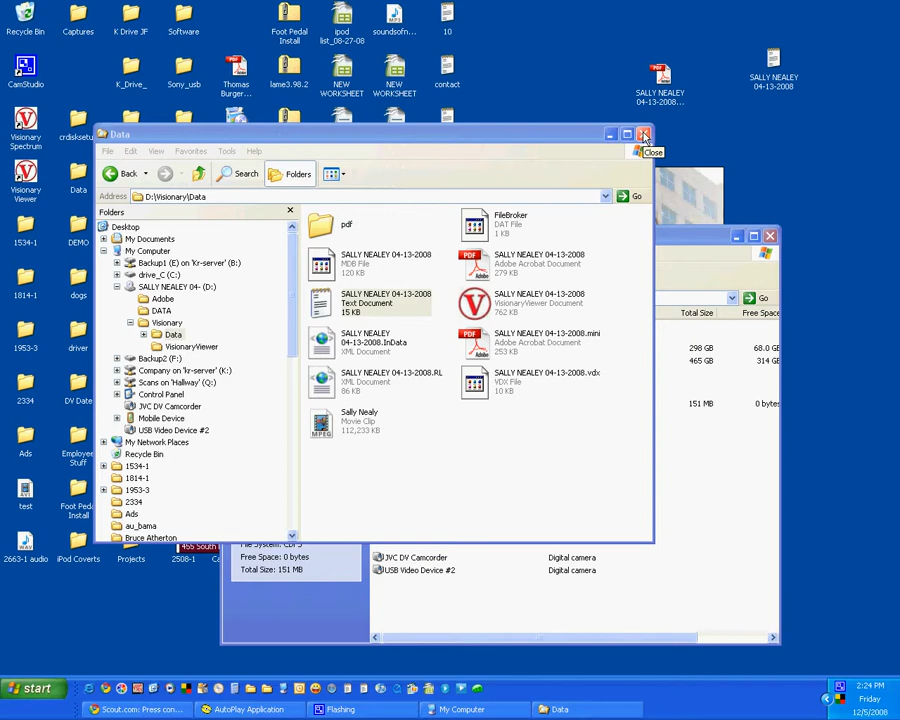 Recycle Bin
Captures
K Drive JF
Software
Foot Pedal
Install
ipod
list_08-27-08
soundsofn...
10
CamStudio
K_Drive_
Sony_usb
Thomas
Burger...
lame3.98.2
NEW
WORKSHEET
NEW
WORKSHEET
contact
SALLY NEALEY
04-13-2008...
SALLY NEALEY
04-13-2008
Visionary
Spectrum
crdisksetup
Visionary
Viewer
Data
1534-1
DEMO
1814-1
dogs
1953-3
driver
2334
DV Date
Ads
Employee
Stuff
test
Foot Ped
Install
2663-1 audio
iPod Coverts
Projects
2508-1
455 South
Data
Close
File Edit View Favorites Tools Help
Back
Search
Folders
Address
D:\Visionary\Data
Go
Folders
Desktop
My Documents
My Computer
Backup1 (E) on 'kr-server' (B:)
drive_C (C:)
SALLY NEALEY 04- (D:)
Adobe
DATA
Visionary
Data
VisionaryViewer
Backup2 (F:)
Company on 'kr-server' (K:)
Scans on 'Hallway' (Q:)
Control Panel
JVC DV Camcorder
Mobile Device
USB Video Device #2
My Network Places
Recycle Bin
1534-1
1814-1
1953-3
2334
Ads
au_bama
Bruce Atherton
pdf
FileBroker
DAT File
1 KB
SALLY NEALEY 04-13-2008
MDB File
120 KB
SALLY NEALEY 04-13-2008
Adobe Acrobat Document
279 KB
SALLY NEALEY 04-13-2008
Text Document
15 KB
SALLY NEALEY 04-13-2008
VisionaryViewer Document
762 KB
SALLY NEALEY
04-13-2008.InData
XML Document
SALLY NEALEY 04-13-2008.mini
Adobe Acrobat Document
253 KB
SALLY NEALEY 04-13-2008.RL
XML Document
86 KB
SALLY NEALEY 04-13-2008.vdx
VDX File
10 KB
Sally Nealy
Movie Clip
112,233 KB
Go
Total Size
Free Space
298 GB
68.0 G
465 GB
314 G
151 MB
0 bytes
Free Space: 0 bytes
Total Size: 151 MB
JVC DV Camcorder
Digital camera
USB Video Device #2
Digital camera
start
2:24 PM
Friday
12/5/2008
Scout.com: Press con...
AutoPlay Application
Flashing
My Computer
Data